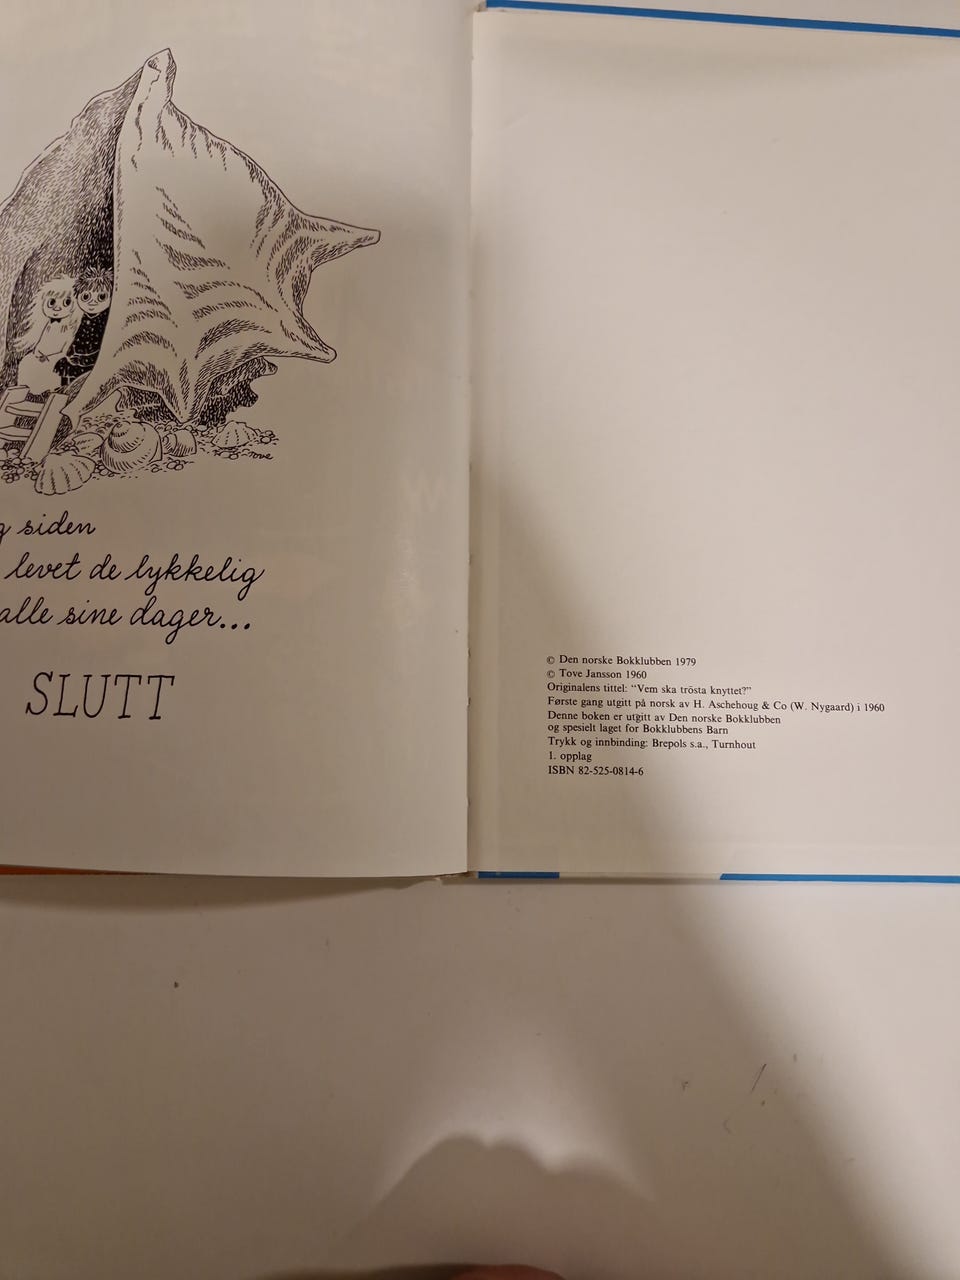 Tove
siden
levet de lykkelig
alle sine dager...
SLUTT
© Den norske Bokklubben 1979
© Tove Jansson 1960
Originalens tittel: "Vem ska trösta knyttet?"
Første gang utgitt på norsk av H. Aschehoug & Co (W. Nygaard) i 1960
Denne boken er utgitt av Den norske Bokklubben
og spesielt laget for Bokklubbens Barn
Trykk og innbinding: Brepols s.a., Turnhout
1. opplag
ISBN 82-525-0814-6